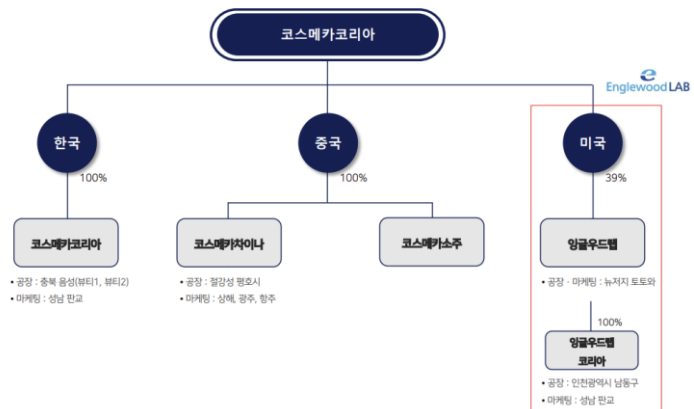 코스메카코리아
Englewood LAB
한국
중국
미국
100%
100%
39%
코스메카코리아
코스메카차이나
코스메카소주
잉글우드랩
• 공장 : 충북 음성(뷰티1, 뷰티2)
• 마케팅 : 성남 판교
• 공장 : 절강성 평호시
• 마케팅 : 상해, 광주, 항주
• 공장 · 마케팅 : 뉴저지 토토와
100%
잉글우드랩
코리아
• 공장 : 인천광역시 남동구
• 마케팅 : 성남 판교